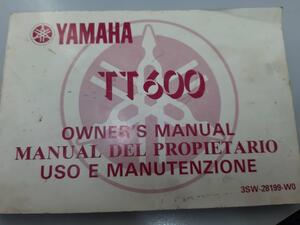 YAMAHA
TT600
OWNER'S MANUAL
MANUAL DEL PROPIETARIO
USO E MANUTENZIONE
3SW-28199-W0